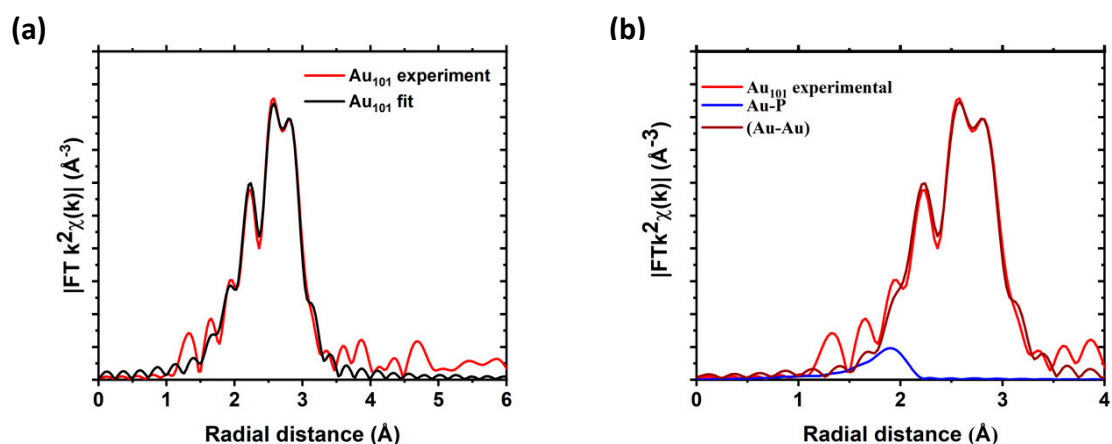 (a)
Au₁₀₁ experiment
Au₁₀₁ fit
|FT k²χ(k)| (Å⁻³)
0 1 2 3 4 5 6
Radial distance (Å)
(b)
Au₁₀₁ experimental
Au-P
(Au-Au)
|FTk²χ(k)| (Å⁻³)
0 1 2 3 4
Radial distance (Å)